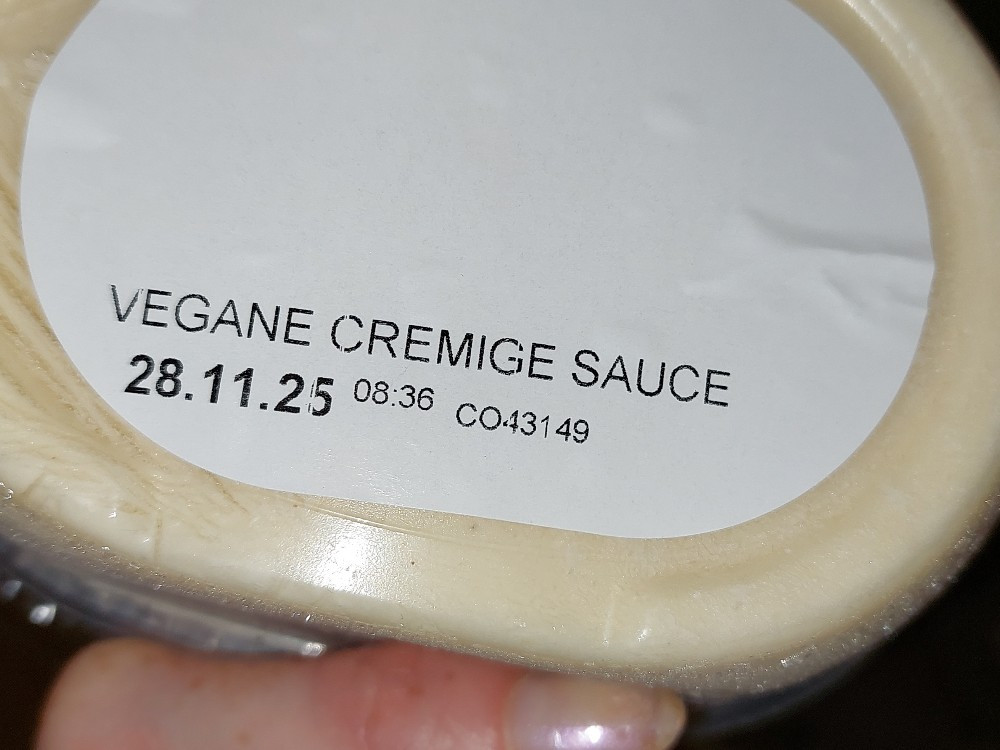 VEGANE CREMIGE SAUCE
28.11.25 08:36 CO43149